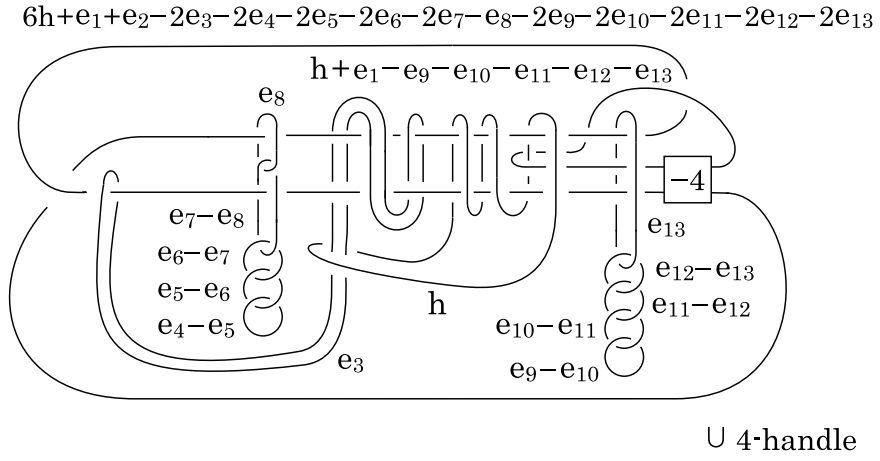 6h+e₁+e₂−2e₃−2e₄−2e₅−2e₆−2e₇−e₈−2e₉−2e₁₀−2e₁₁−2e₁₂−2e₁₃
h+e₁−e₉−e₁₀−e₁₁−e₁₂−e₁₃
e₈
−4
e₇−e₈
e₁₃
e₆−e₇
e₁₂−e₁₃
e₅−e₆
e₁₁−e₁₂
h
e₄−e₅
e₁₀−e₁₁
e₃
e₉−e₁₀
∪ 4-handle